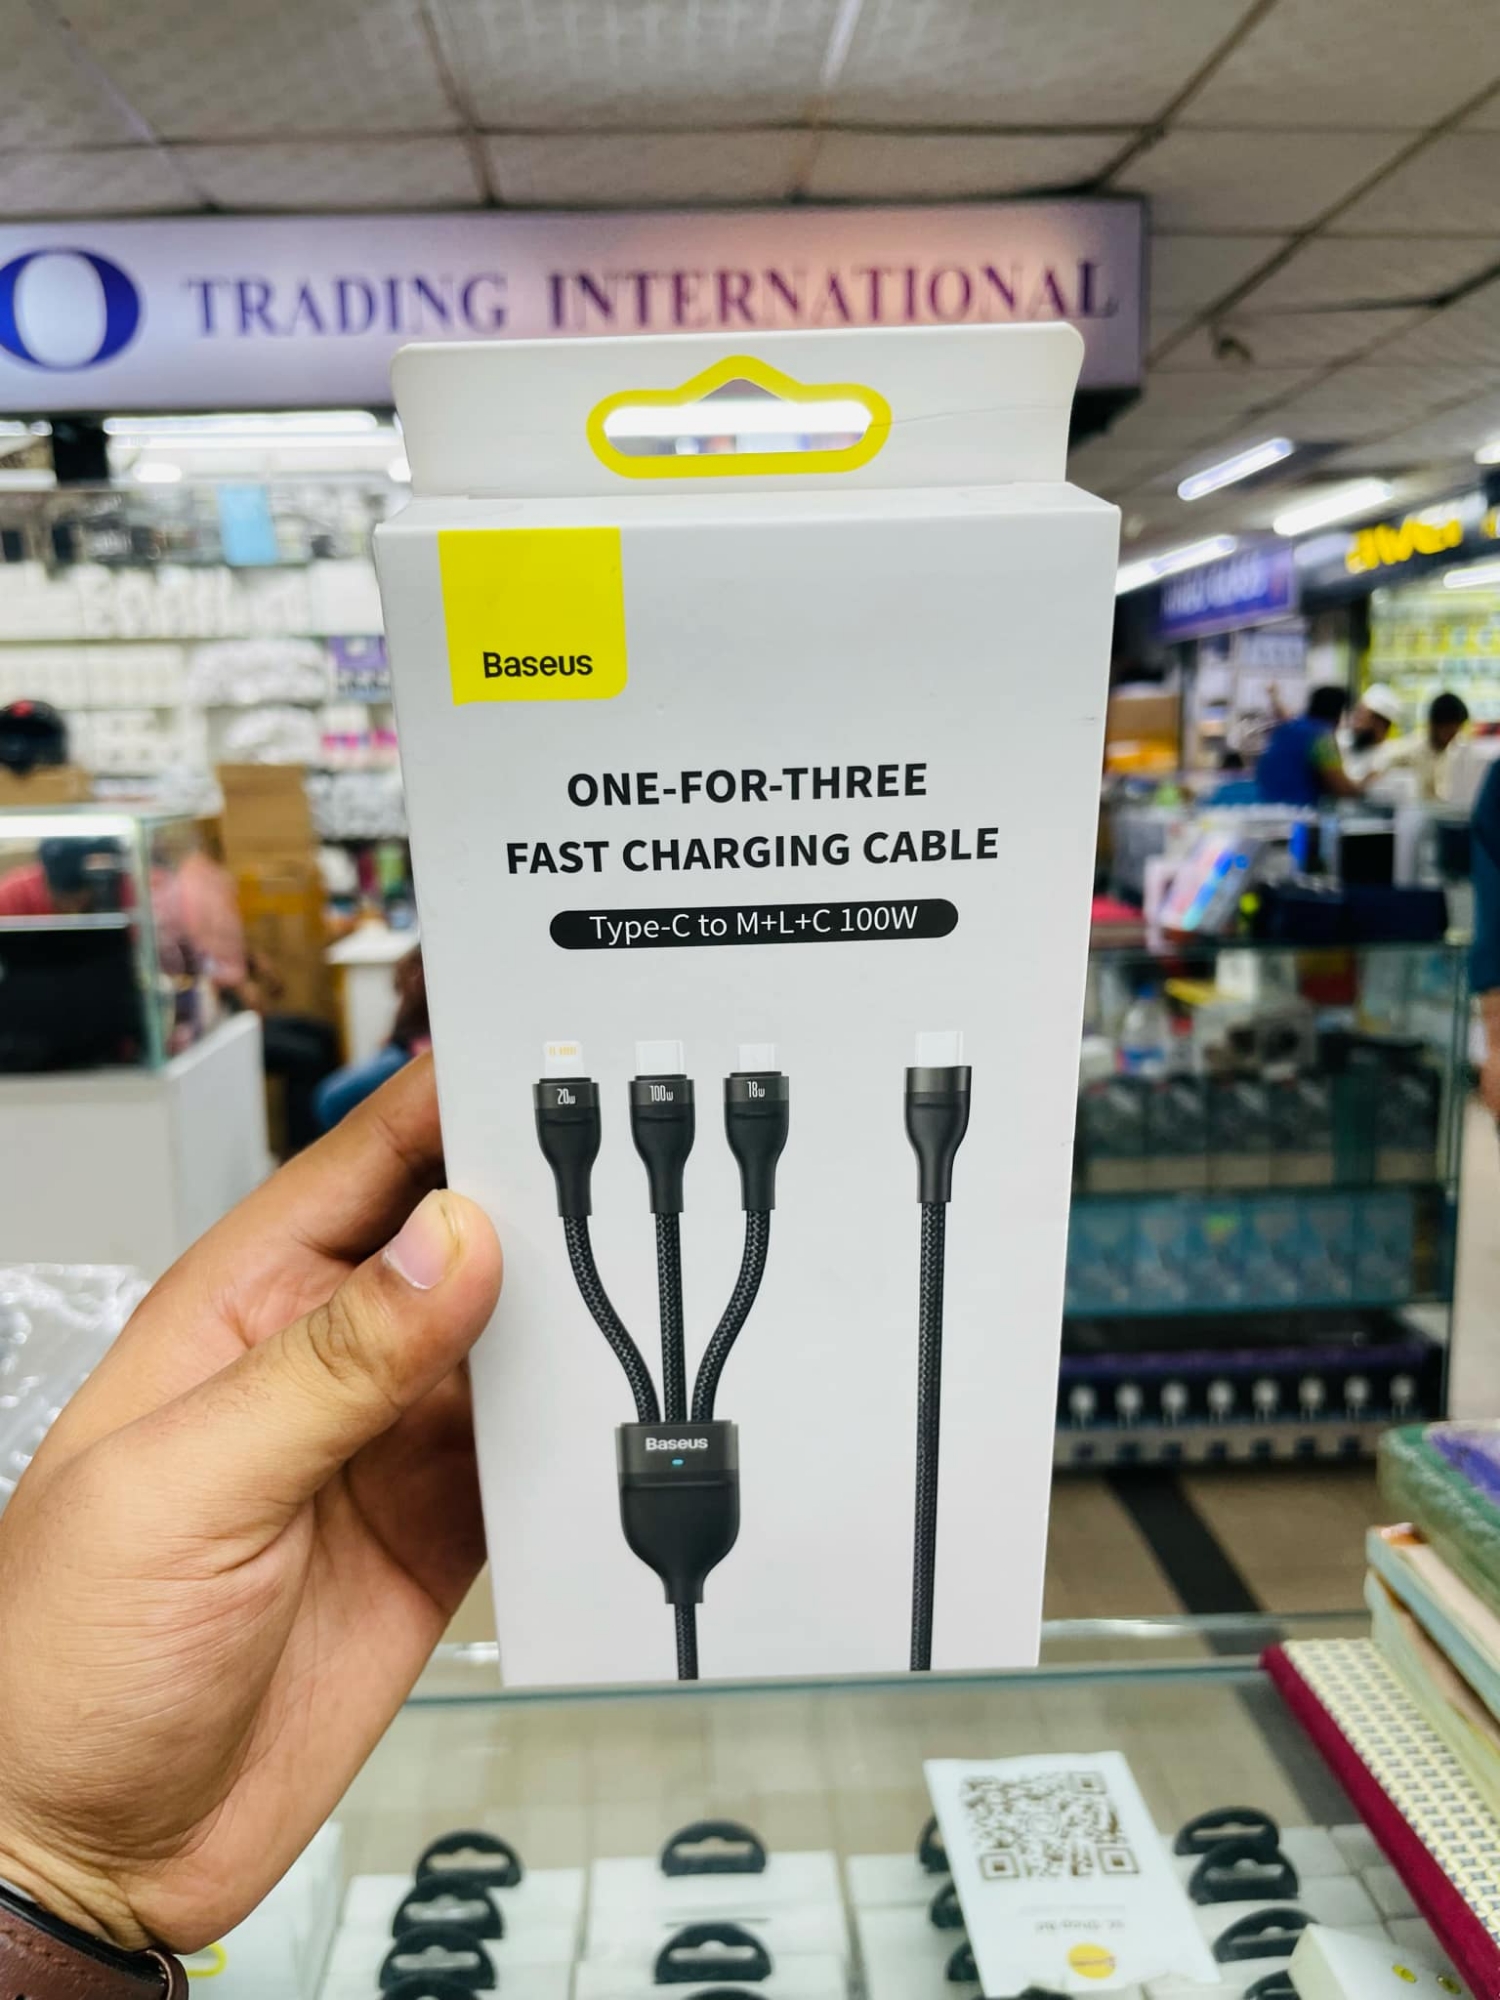 O TRADING INTERNATIONAL
Baseus
ONE-FOR-THREE
FAST CHARGING CABLE
Type-C to M+L+C 100W
20w
100w
18w
Baseus